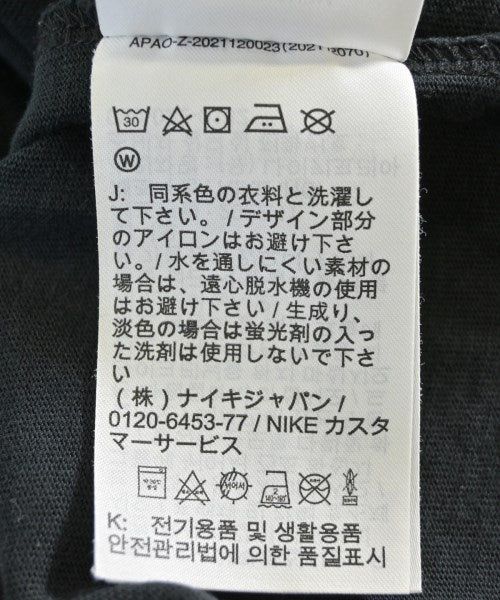 APAO-Z-2021120023(2021 070)
30
W
J: 同系色の衣料と洗濯し
て下さい。/ デザイン部分
のアイロンはお避け下さ
い。/ 水を通しにくい素材の
場合は、遠心脱水機の使用
はお避け下さい / 生成り、
淡色の場合は蛍光剤の入っ
た洗剤は使用しないで下さ
い
(株) ナイキジャパン /
0120-6453-77 / NIKE カスタ
マーサービス
K: 전기용품 및 생활용품
안전관리법에 의한 품질표시